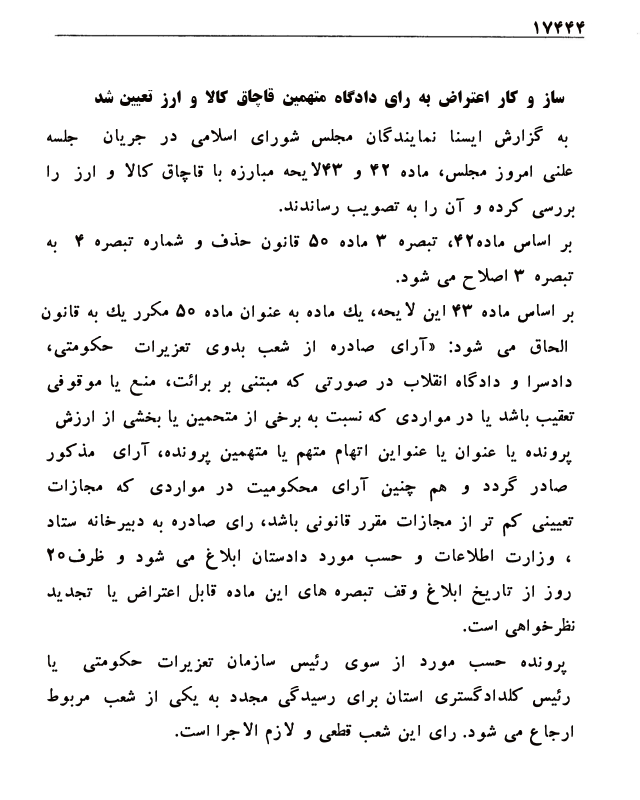 ۱۷۴۴۴
ساز و کار اعتراض به رای دادگاه متهمین قاچاق کالا و ارز تعیین شد
به گزارش ایسنا نمایندگان مجلس شورای اسلامی در جریان جلسه
علنی امروز مجلس، ماده ۴۲ و ۴۳لایحه مبارزه با قاچاق کالا و ارز را
بررسی کرده و آن را به تصویب رساندند.
بر اساس ماده۴۲، تبصره ۳ ماده ۵۰ قانون حذف و شماره تبصره ۴ به
تبصره ۳ اصلاح می شود.
بر اساس ماده ۴۳ این لایحه، یك ماده به عنوان ماده ۵۰ مکرر یك به قانون
الحاق می شود: «آرای صادره از شعب بدوی تعزیرات حکومتی،
دادسرا و دادگاه انقلاب در صورتی که مبتنی بر برائت، منع یا موقوفی
تعقیب باشد یا در مواردی که نسبت به برخی از متحمین یا بخشی از ارزش
پرونده یا عنوان یا عنواین اتهام متهم یا متهمین پرونده، آرای مذکور
صادر گردد و هم چنین آرای محکومیت در مواردی که مجازات
تعیینی کم تر از مجازات مقرر قانونی باشد، رای صادره به دبیرخانه ستاد
، وزارت اطلاعات و حسب مورد دادستان ابلاغ می شود و ظرف۲۰
روز از تاریخ ابلاغ وقف تبصره های این ماده قابل اعتراض یا تجدید
نظرخواهی است.
پرونده حسب مورد از سوی رئیس سازمان تعزیرات حکومتی یا
رئیس کلدادگستری استان برای رسیدگی مجدد به یکی از شعب مربوط
ارجاع می شود. رای این شعب قطعی و لازم الاجرا است.